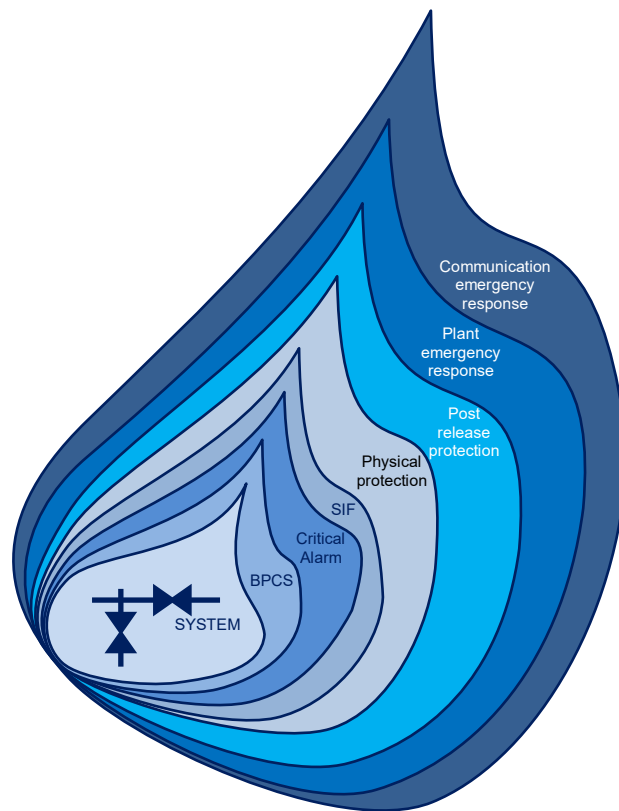 Communication
emergency
response
Plant
emergency
response
Post
release
protection
Physical
protection
SIF
Critical
Alarm
BPCS
SYSTEM